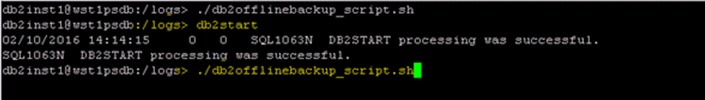 db2inst1@wst1psdb:/logs> ./db2offlinebackup_script.sh
db2inst1@wst1psdb:/logs> db2start
02/10/2016 14:14:15     0   0   SQL1063N  DB2START processing was successful.
SQL1063N  DB2START processing was successful.
db2inst1@wst1psdb:/logs> ./db2offlinebackup_script.sh